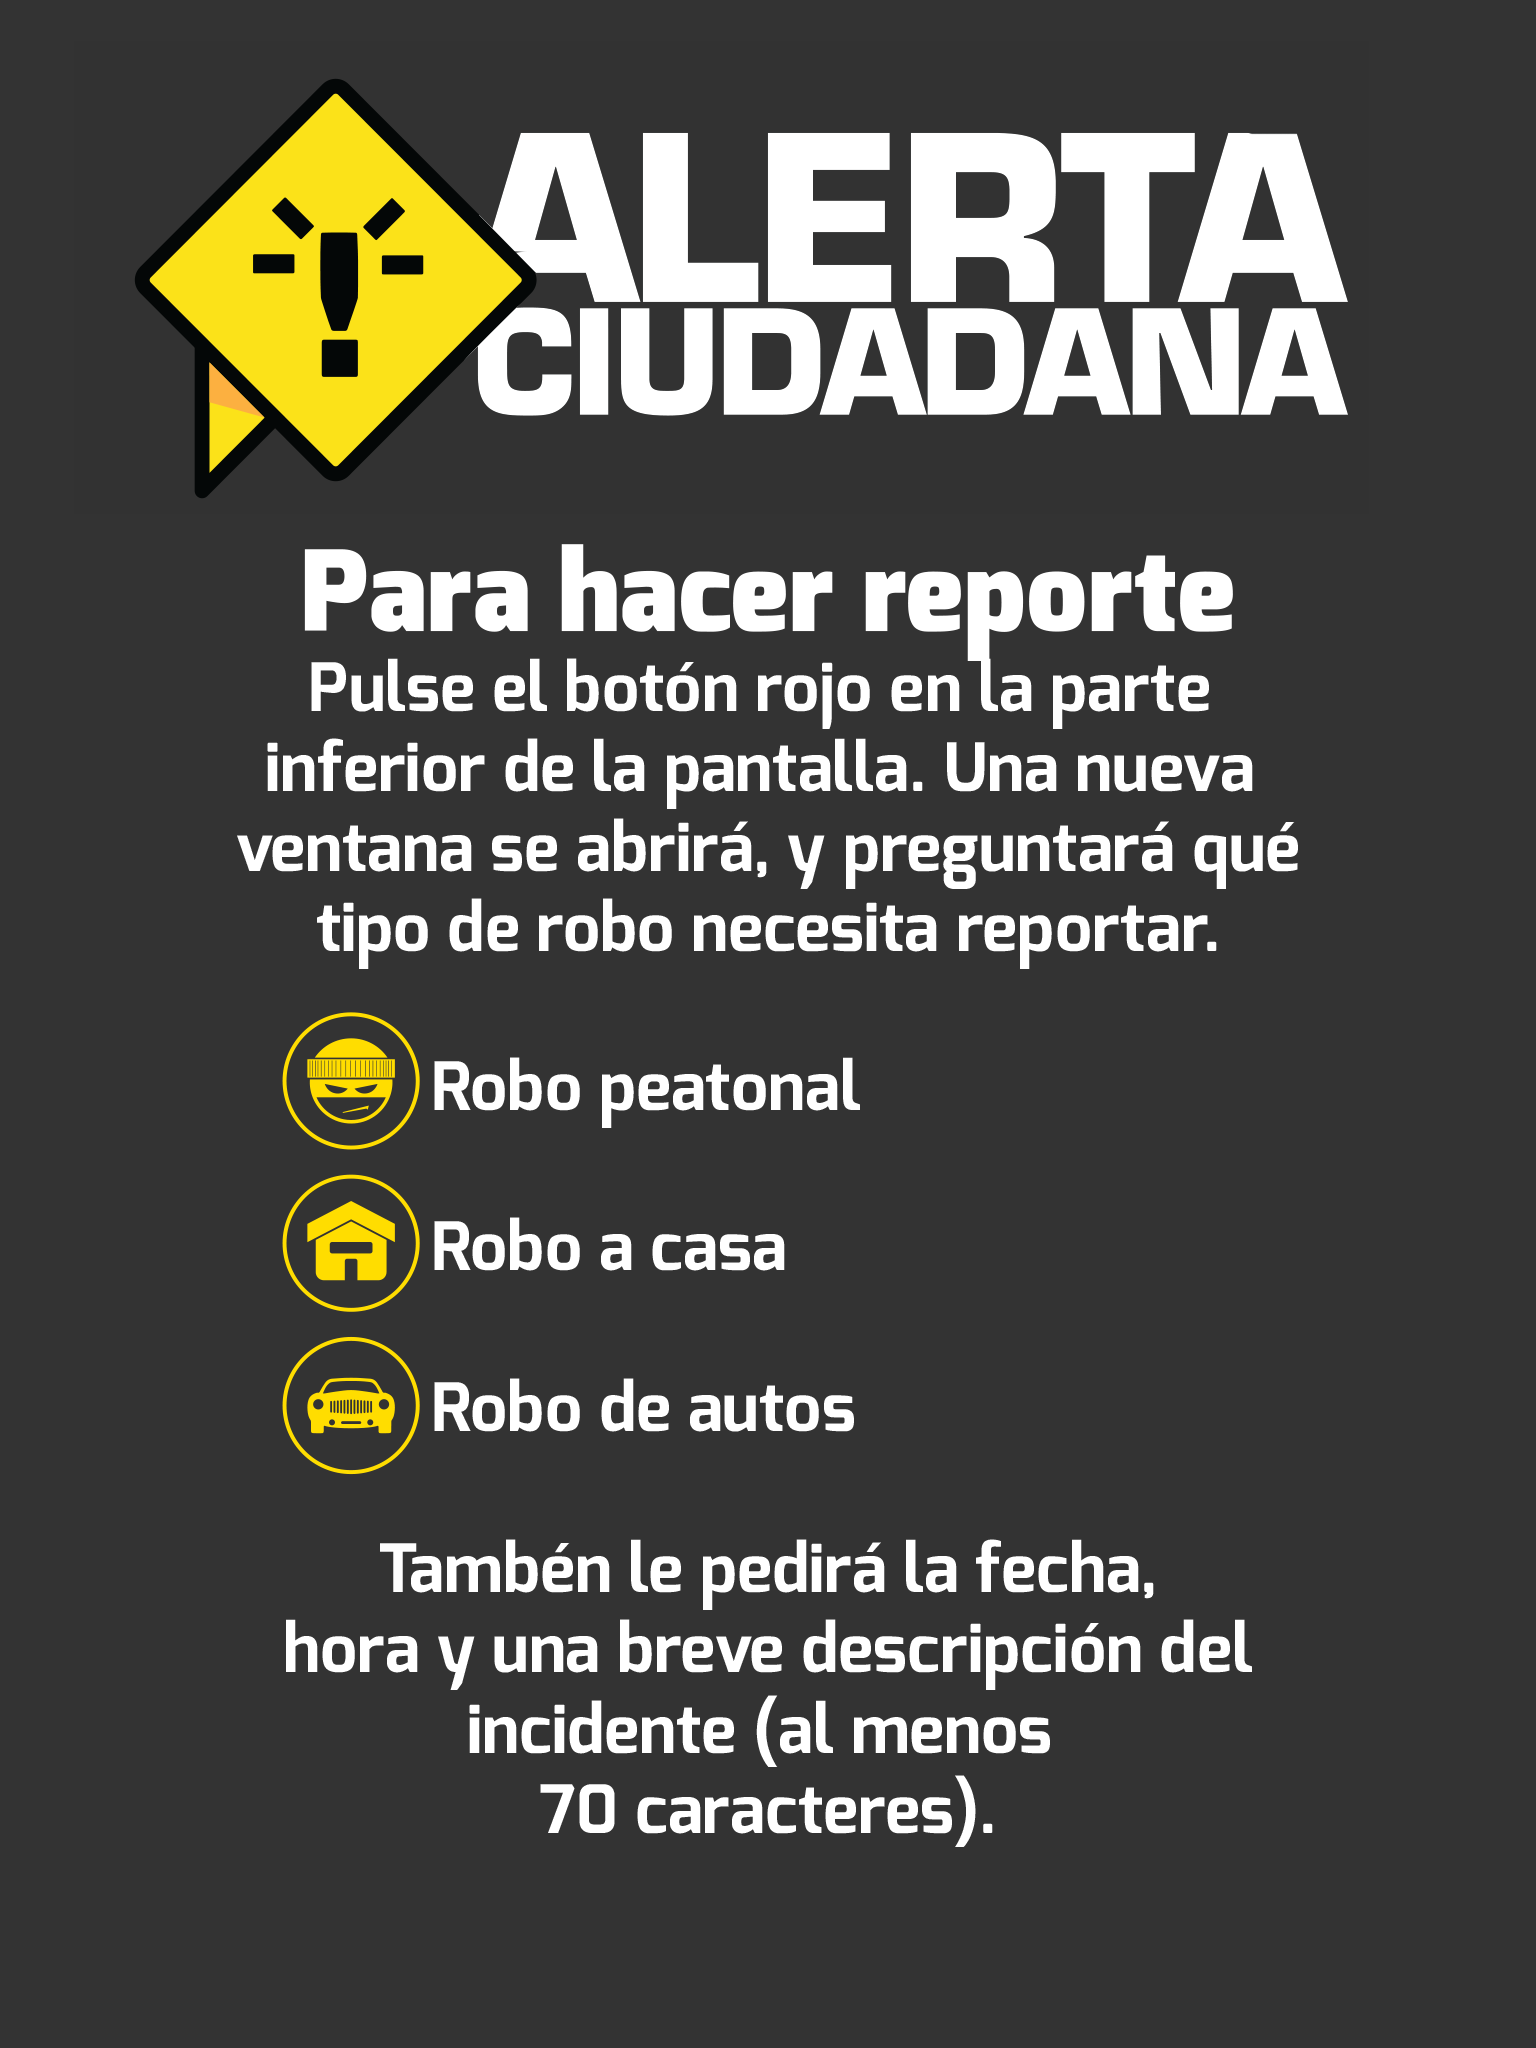 ALERTA
CIUDADANA
Para hacer reporte
Pulse el botón rojo en la parte
inferior de la pantalla. Una nueva
ventana se abrirá, y preguntará qué
tipo de robo necesita reportar.
Robo peatonal
Robo a casa
Robo de autos
Tambén le pedirá la fecha,
hora y una breve descripción del
incidente (al menos
70 caracteres).